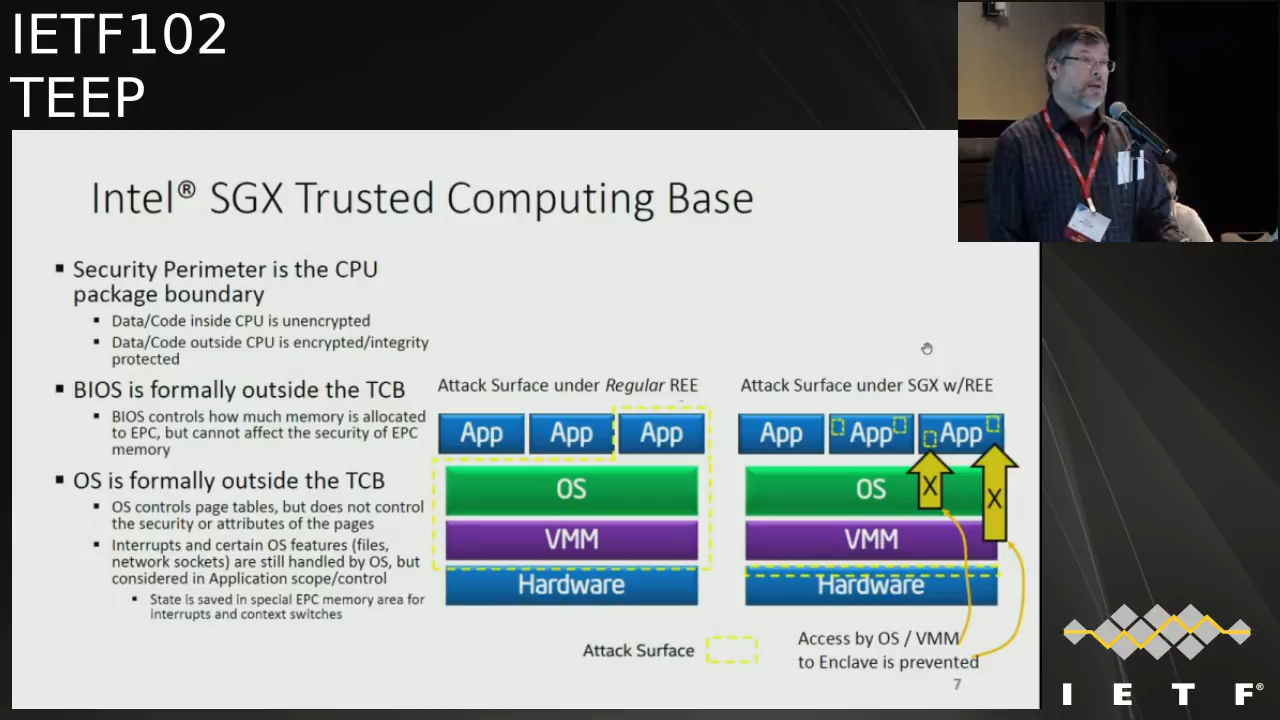 IETF102
TEEP
Intel® SGX Trusted Computing Base
▪ Security Perimeter is the CPU
package boundary
▪ Data/Code inside CPU is unencrypted
▪ Data/Code outside CPU is encrypted/integrity
protected
▪ BIOS is formally outside the TCB
▪ BIOS controls how much memory is allocated
to EPC, but cannot affect the security of EPC
memory
▪ OS is formally outside the TCB
▪ OS controls page tables, but does not control
the security or attributes of the pages
▪ Interrupts and certain OS features (files,
network sockets) are still handled by OS, but
considered in Application scope/control
▪ State is saved in special EPC memory area for
interrupts and context switches
Attack Surface under Regular REE
App App App
OS
VMM
Hardware
Attack Surface under SGX w/REE
App App App
OS X
X
VMM
Hardware
Attack Surface
Access by OS / VMM
to Enclave is prevented
7
I E T F®